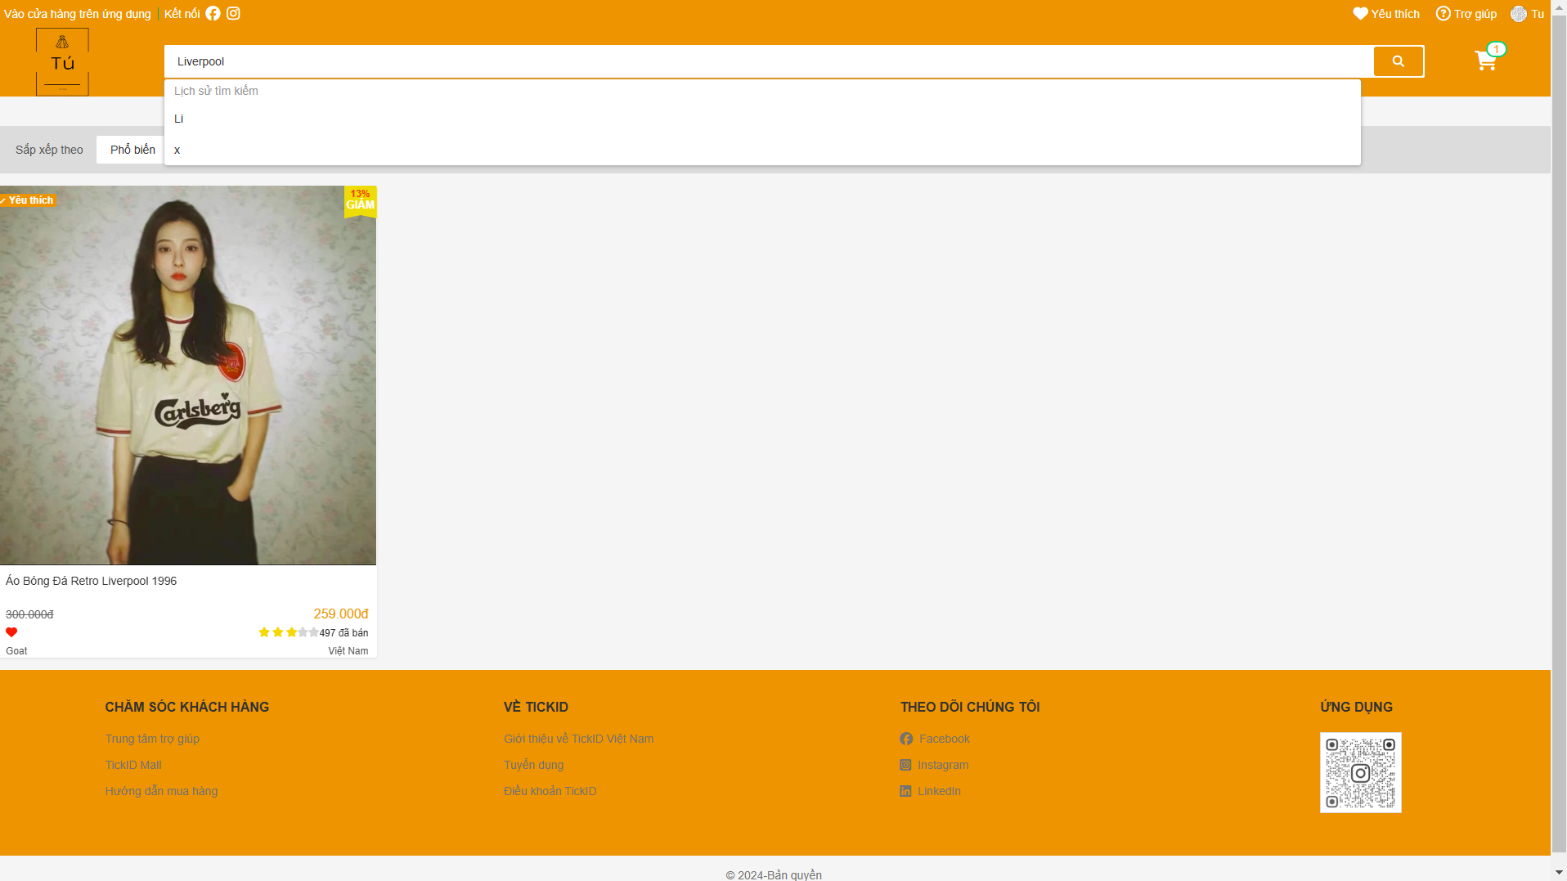 Vào cửa hàng trên ứng dụng Kết nối
Yêu thích Trợ giúp Tu
Tú
Liverpool
1
Lịch sử tìm kiếm
Li
x
Sắp xếp theo Phổ biến
Yêu thích
13%
GIẢM
Carlsberg
Áo Bóng Đá Retro Liverpool 1996
300.000đ 259.000đ
497 đã bán
Goat Việt Nam
CHĂM SÓC KHÁCH HÀNG
Trung tâm trợ giúp
TickID Mall
Hướng dẫn mua hàng
VỀ TICKID
Giới thiệu về TickID Việt Nam
Tuyển dụng
Điều khoản TickID
THEO DÕI CHÚNG TÔI
Facebook
Instagram
LinkedIn
ỨNG DỤNG
© 2024-Bản quyền